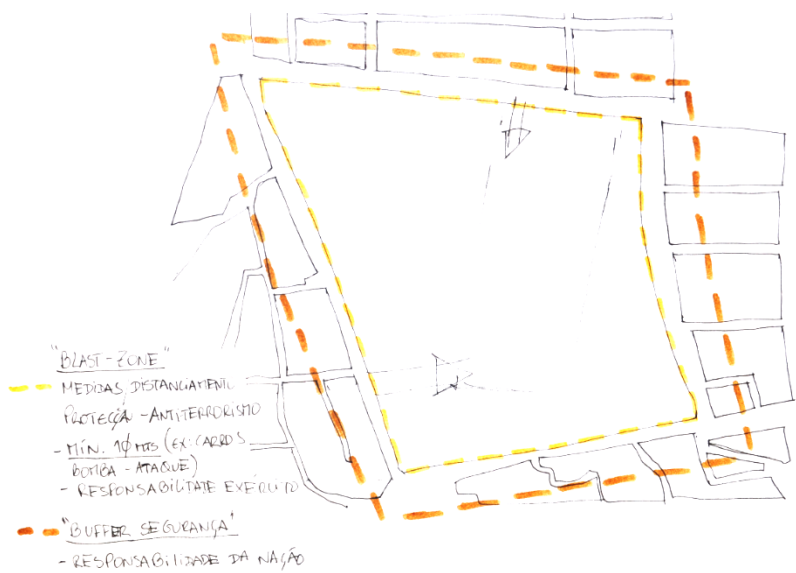 "BLAST-ZONE"
MEDIDAS DISTANCIAMENTO
PROTEÇÃO - ANTITERRORISMO
- MÍN. 10 MTS (EX: CARROS
BOMBA - ATAQUE)
- RESPONSABILIDADE EXÉRCITO
"BUFFER SEGURANÇA"
- RESPONSABILIDADE DA NAÇÃO